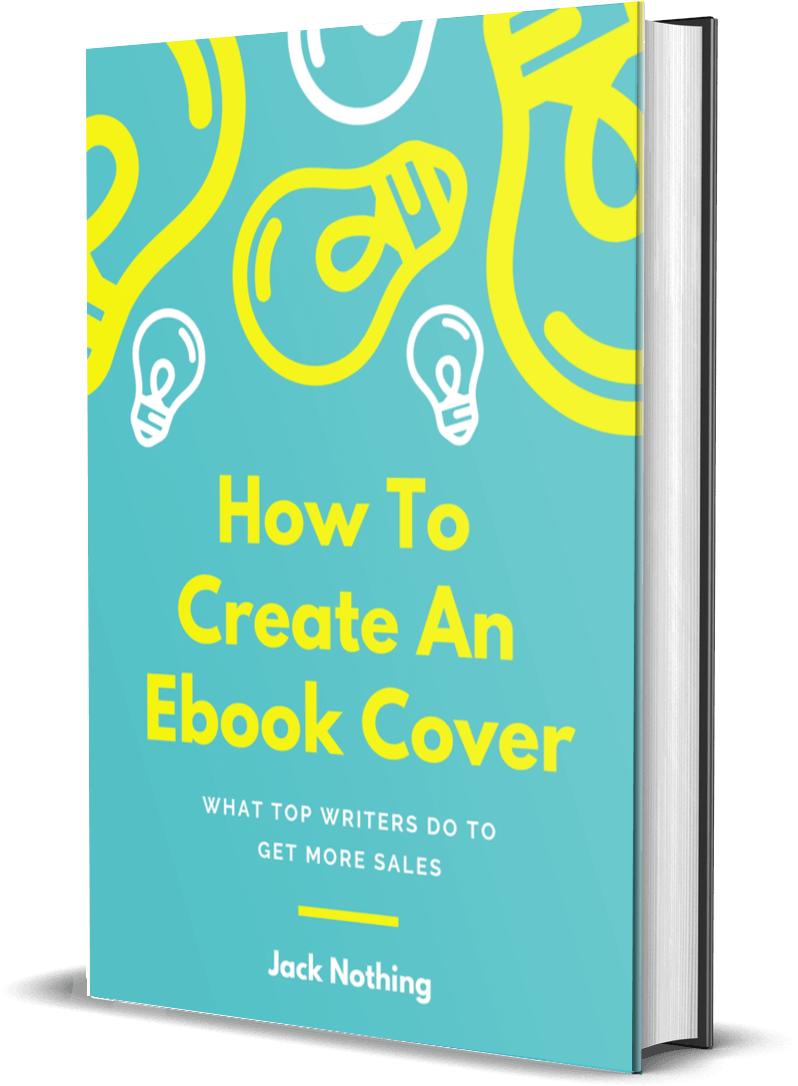 How To
Create An
Ebook Cover
WHAT TOP WRITERS DO TO
GET MORE SALES
Jack Nothing